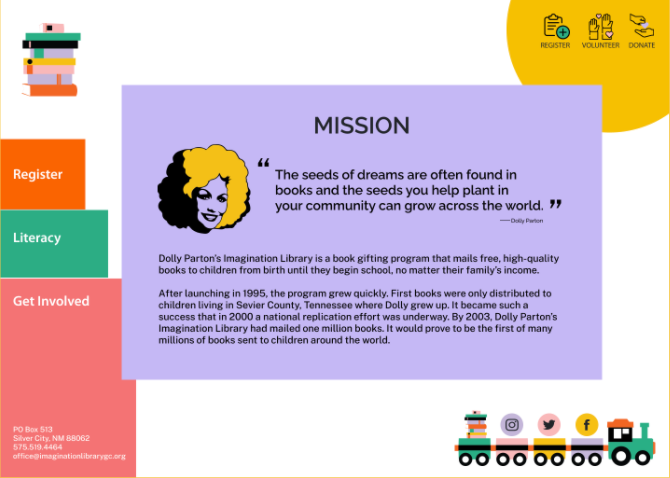 REGISTER VOLUNTEER DONATE
MISSION
“ The seeds of dreams are often found in
books and the seeds you help plant in
your community can grow across the world. ”
—Dolly Parton
Register
Literacy
Get Involved
Dolly Parton's Imagination Library is a book gifting program that mails free, high-quality
books to children from birth until they begin school, no matter their family's income.
After launching in 1995, the program grew quickly. First books were only distributed to
children living in Sevier County, Tennessee where Dolly grew up. It became such a
success that in 2000 a national replication effort was underway. By 2003, Dolly Parton's
Imagination Library had mailed one million books. It would prove to be the first of many
millions of books sent to children around the world.
PO Box 513
Silver City, NM 88062
575.519.4464
office@imaginationlibrarygc.org